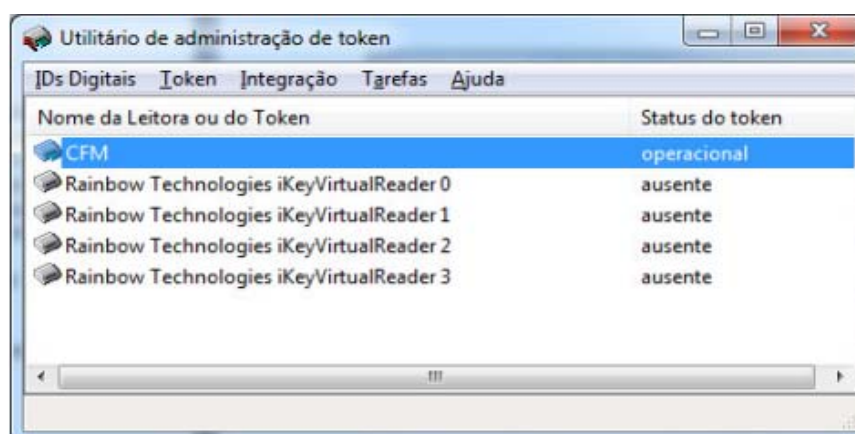 Utilitário de administração de token
IDs Digitais Token Integração Tarefas Ajuda
Nome da Leitora ou do Token Status do token
CFM operacional
Rainbow Technologies iKeyVirtualReader 0 ausente
Rainbow Technologies iKeyVirtualReader 1 ausente
Rainbow Technologies iKeyVirtualReader 2 ausente
Rainbow Technologies iKeyVirtualReader 3 ausente